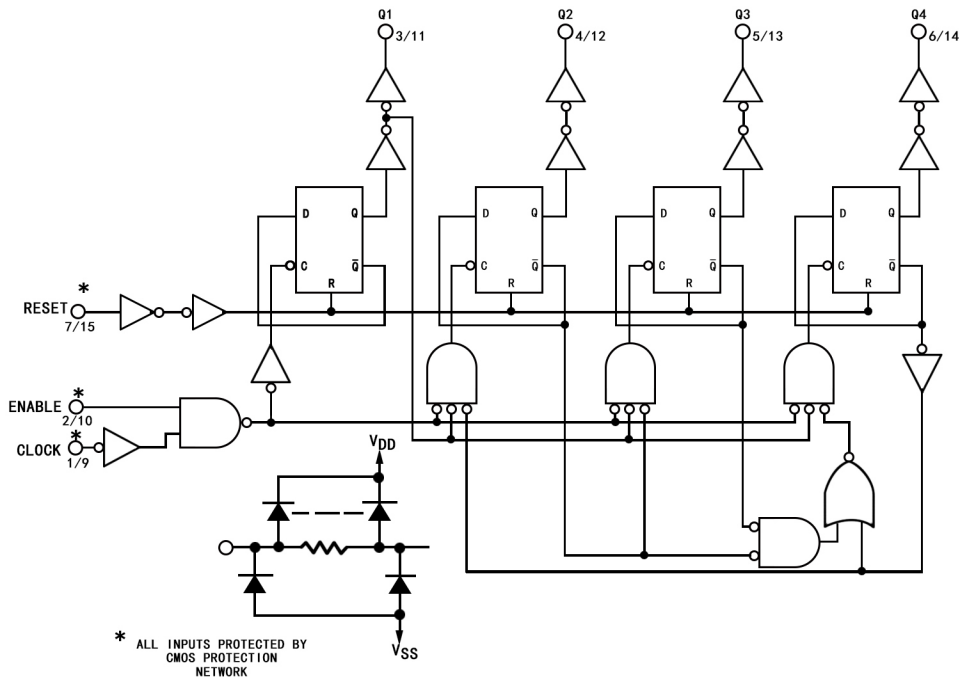 Q1 Q2 Q3 Q4
3/11 4/12 5/13 6/14
D Q D Q D Q D Q
C Q̅ C Q̅ C Q̅ C Q̅
R R R R
*
RESET
7/15
*
ENABLE
2/10
*
CLOCK
1/9
VDD
VSS
* ALL INPUTS PROTECTED BY
CMOS PROTECTION
NETWORK